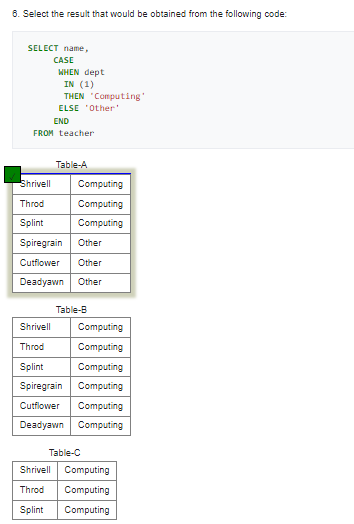 6. Select the result that would be obtained from the following code:
SELECT name,
CASE
WHEN dept
IN (1)
THEN 'Computing'
ELSE 'Other'
END
FROM teacher
Table-A
Shrivell Computing
Throd Computing
Splint Computing
Spiregrain Other
Cutflower Other
Deadyawn Other
Table-B
Shrivell Computing
Throd Computing
Splint Computing
Spiregrain Computing
Cutflower Computing
Deadyawn Computing
Table-C
Shrivell Computing
Throd Computing
Splint Computing